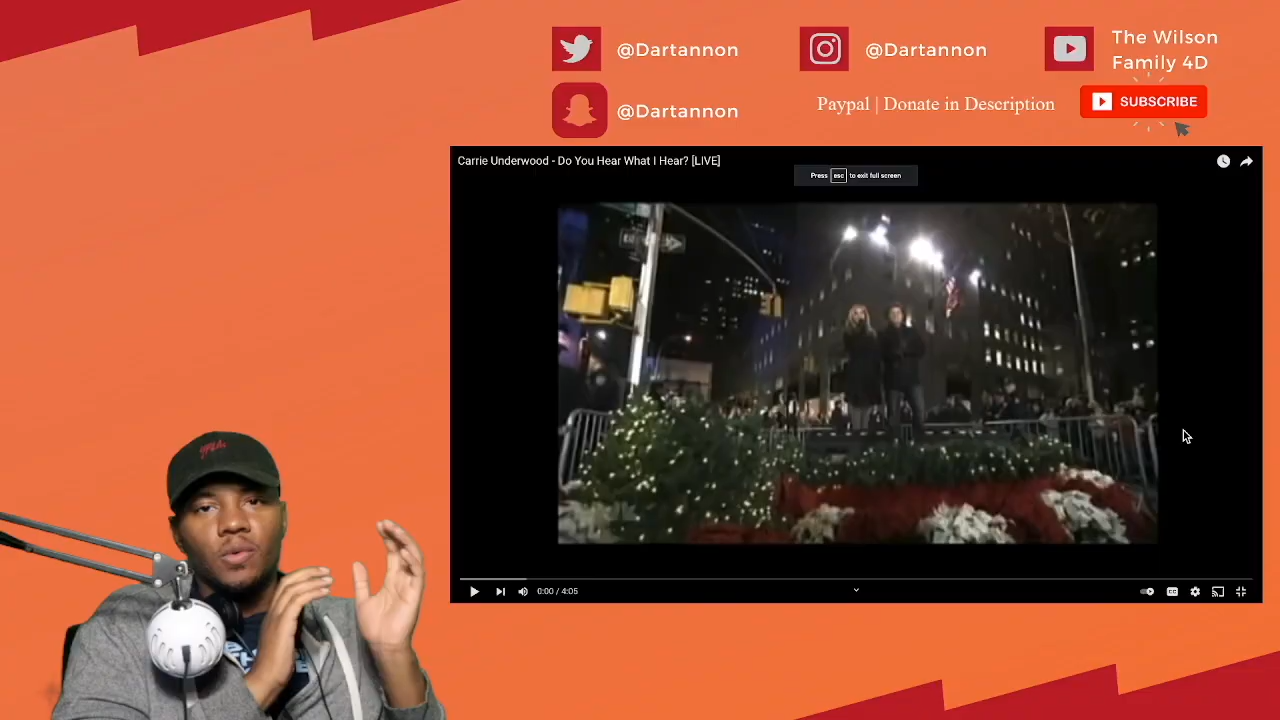 @Dartannon
@Dartannon
The Wilson
Family 4D
@Dartannon
Paypal | Donate in Description
SUBSCRIBE
Carrie Underwood - Do You Hear What I Hear? [LIVE]
Press esc to exit full screen
0:00 / 4:05
CC